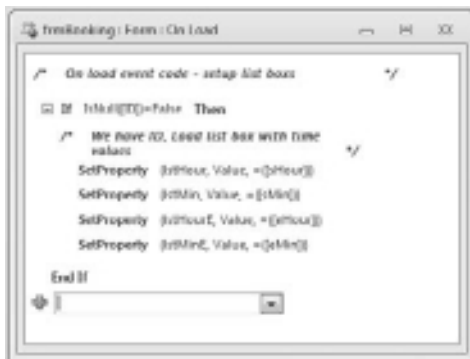 frmBooking : Form : On Load
/* On load event code - setup list boxs */
If IsNull([ID])=False Then
/* We have ID, Load list box with time
values */
SetProperty (lstHour, Value, =([sHour]))
SetProperty (lstMin, Value, =([sMin]))
SetProperty (lstHourE, Value, =([eHour]))
SetProperty (lstMinE, Value, =([eMin]))
End If